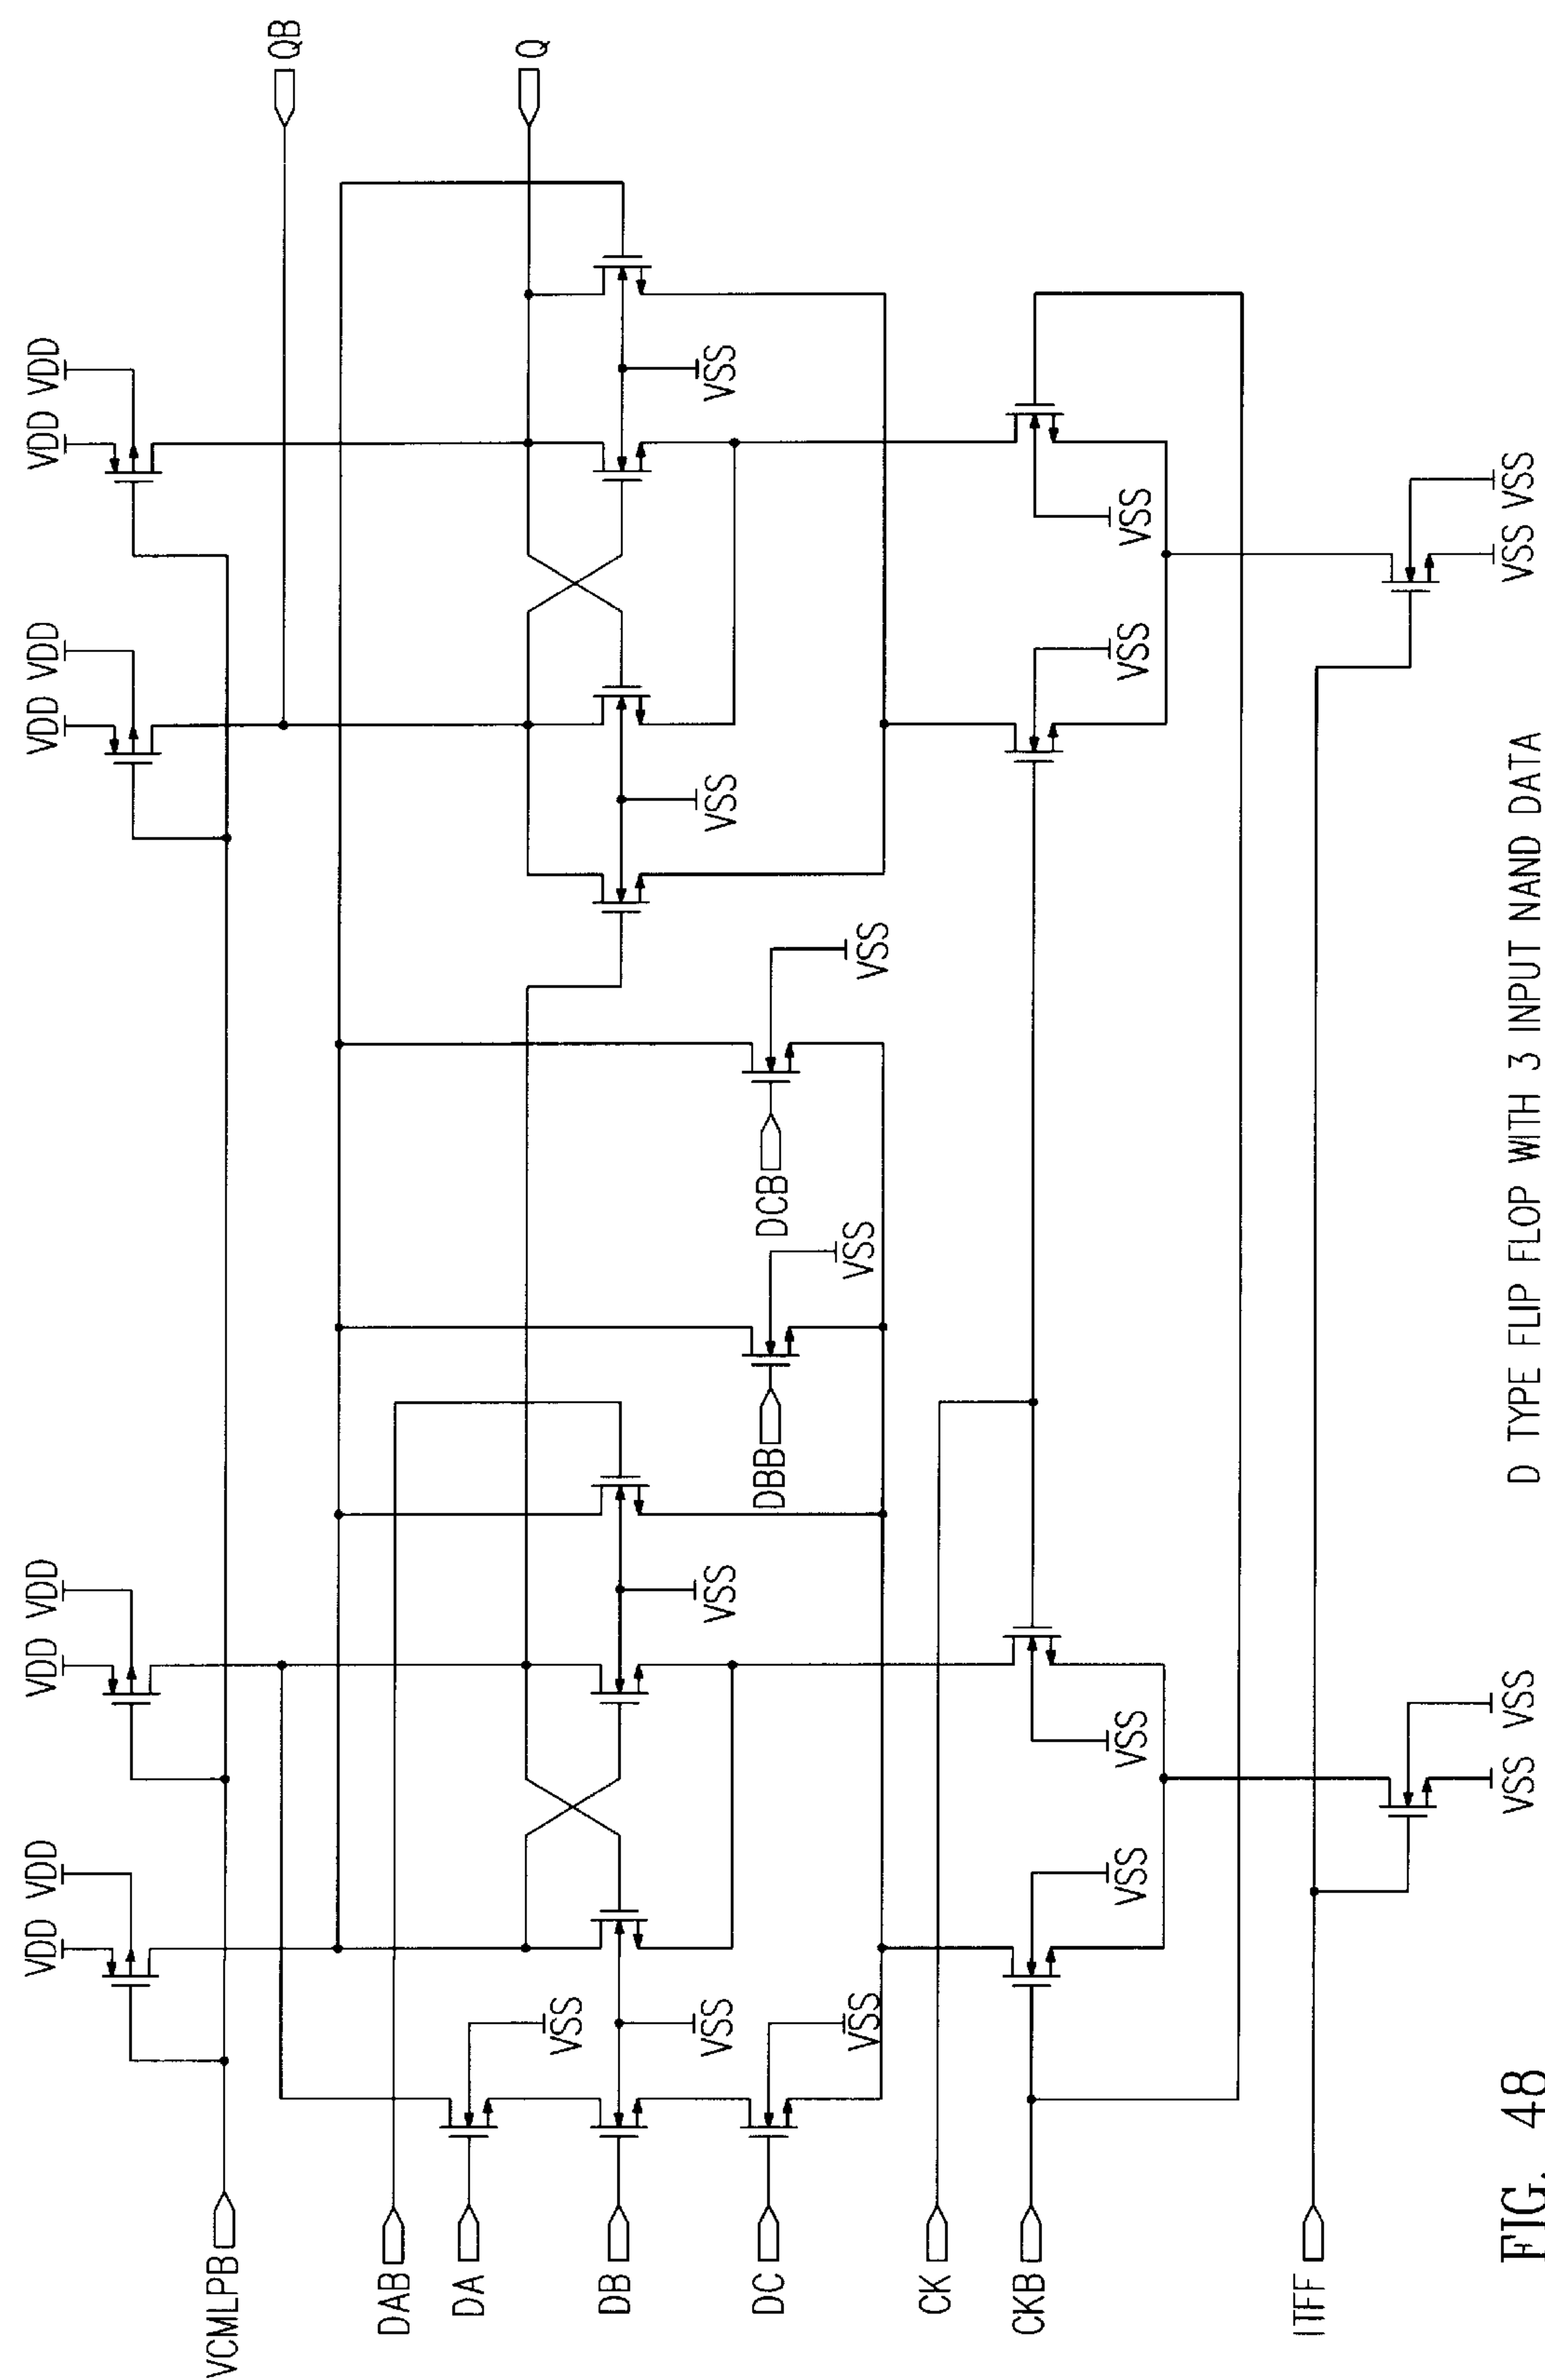 VDD VDD
VDD VDD
VDD VDD
VDD VDD
VCMLPB
QB
DAB
DA
VSS
Q
DB
VSS
VSS
VSS
VSS
DC
VSS
DBB
VSS
DCB
VSS
CK
CKB
VSS
VSS
VSS
VSS
ITFF
VSS VSS
VSS VSS
FIG. 48
D TYPE FLIP FLOP WITH 3 INPUT NAND DATA